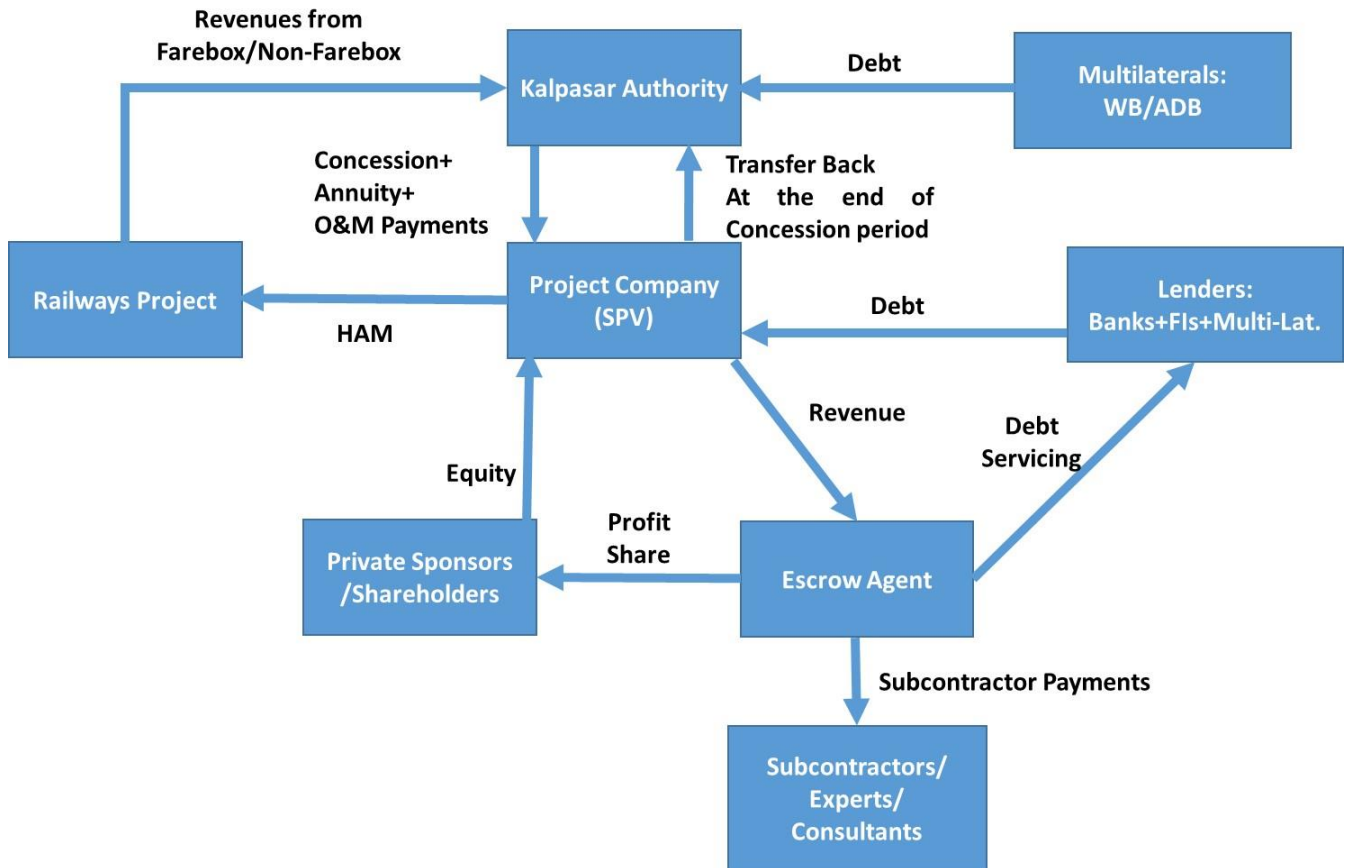 Revenues from
Farebox/Non-Farebox
Kalpasar Authority
Debt
Multilaterals:
WB/ADB
Concession+
Annuity+
O&M Payments
Transfer Back
At the end of
Concession period
Railways Project
HAM
Project Company
(SPV)
Debt
Lenders:
Banks+FIs+Multi-Lat.
Revenue
Debt
Servicing
Equity
Profit
Share
Private Sponsors
/Shareholders
Escrow Agent
Subcontractor Payments
Subcontractors/
Experts/
Consultants